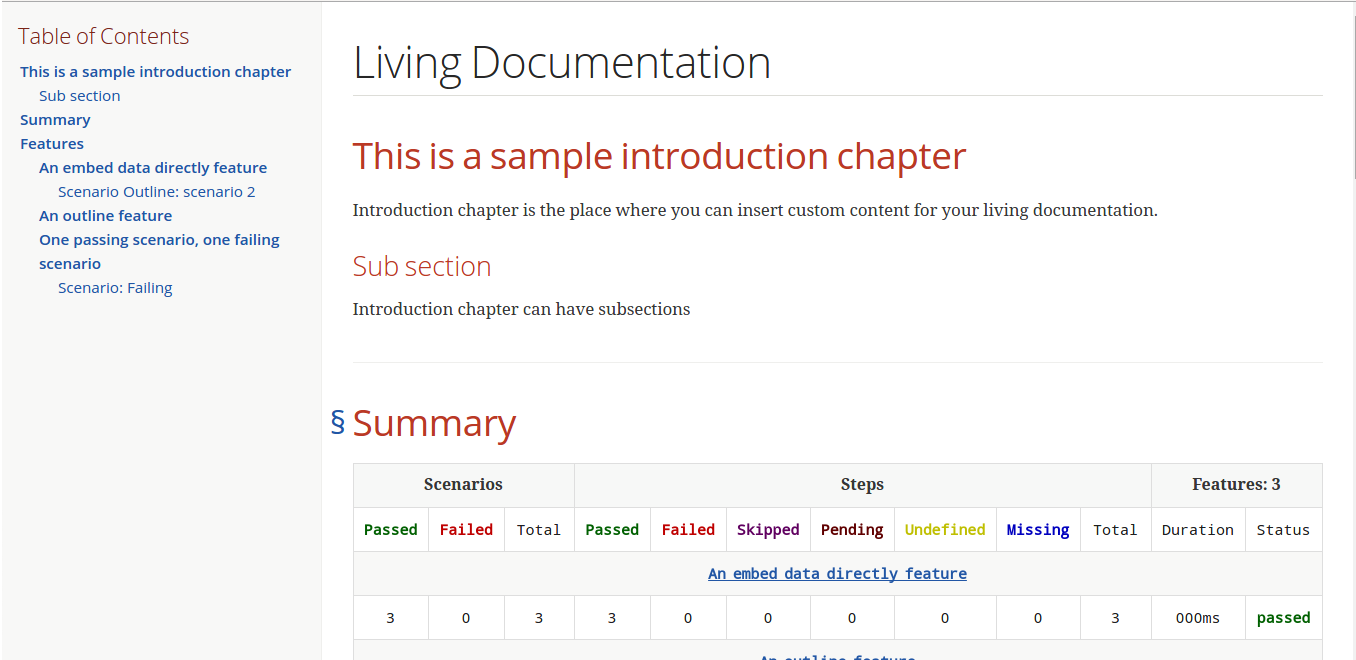 Table of Contents
This is a sample introduction chapter
Sub section
Summary
Features
An embed data directly feature
Scenario Outline: scenario 2
An outline feature
One passing scenario, one failing
scenario
Scenario: Failing
Living Documentation
This is a sample introduction chapter
Introduction chapter is the place where you can insert custom content for your living documentation.
Sub section
Introduction chapter can have subsections
§ Summary
Scenarios Steps Features: 3
Passed Failed Total Passed Failed Skipped Pending Undefined Missing Total Duration Status
An embed data directly feature
3 0 3 3 0 0 0 0 0 3 000ms passed
An outline feature